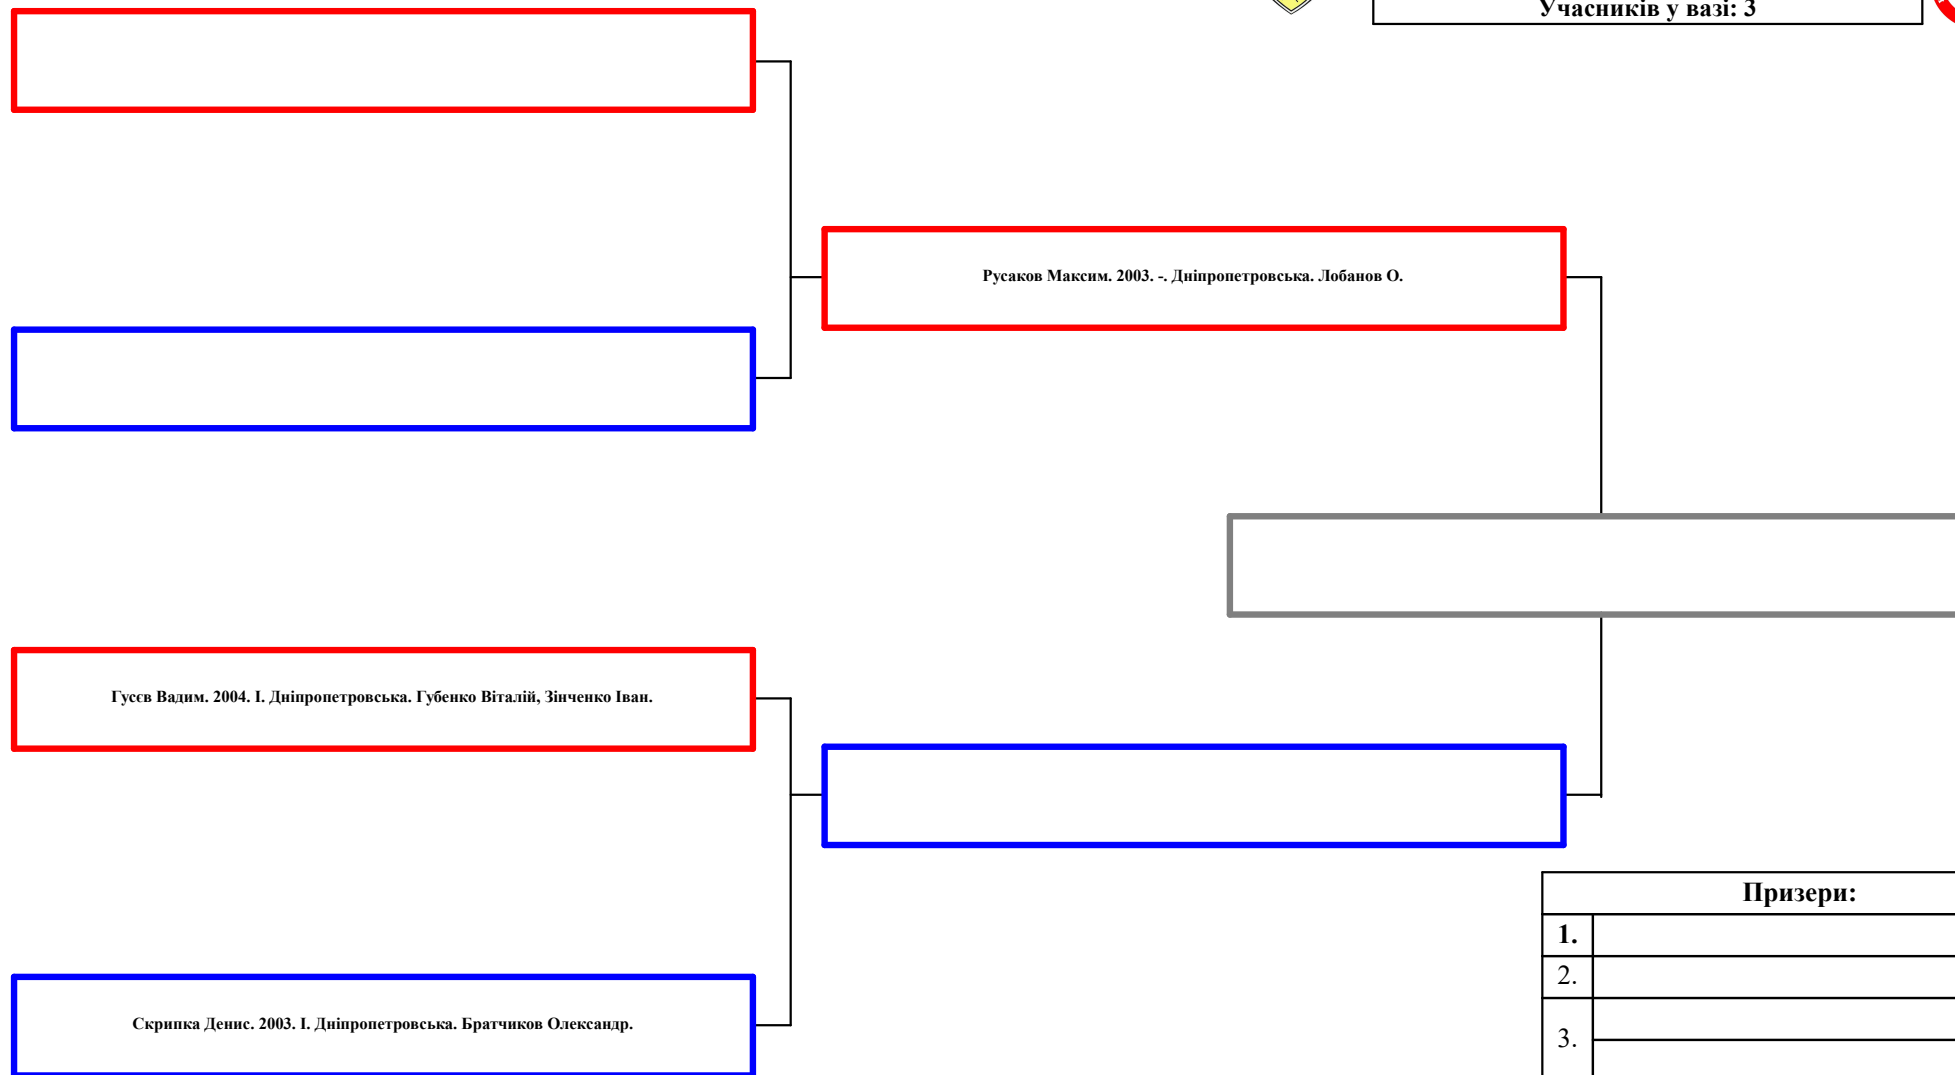 Учасників у вазі: 3
Русаков Максим. 2003. -. Дніпропетровська. Лобанов О.
Гусєв Вадим. 2004. І. Дніпропетровська. Губенко Віталій, Зінченко Іван.
Скрипка Денис. 2003. І. Дніпропетровська. Братчиков Олександр.
Призери:
1.
2.
3.